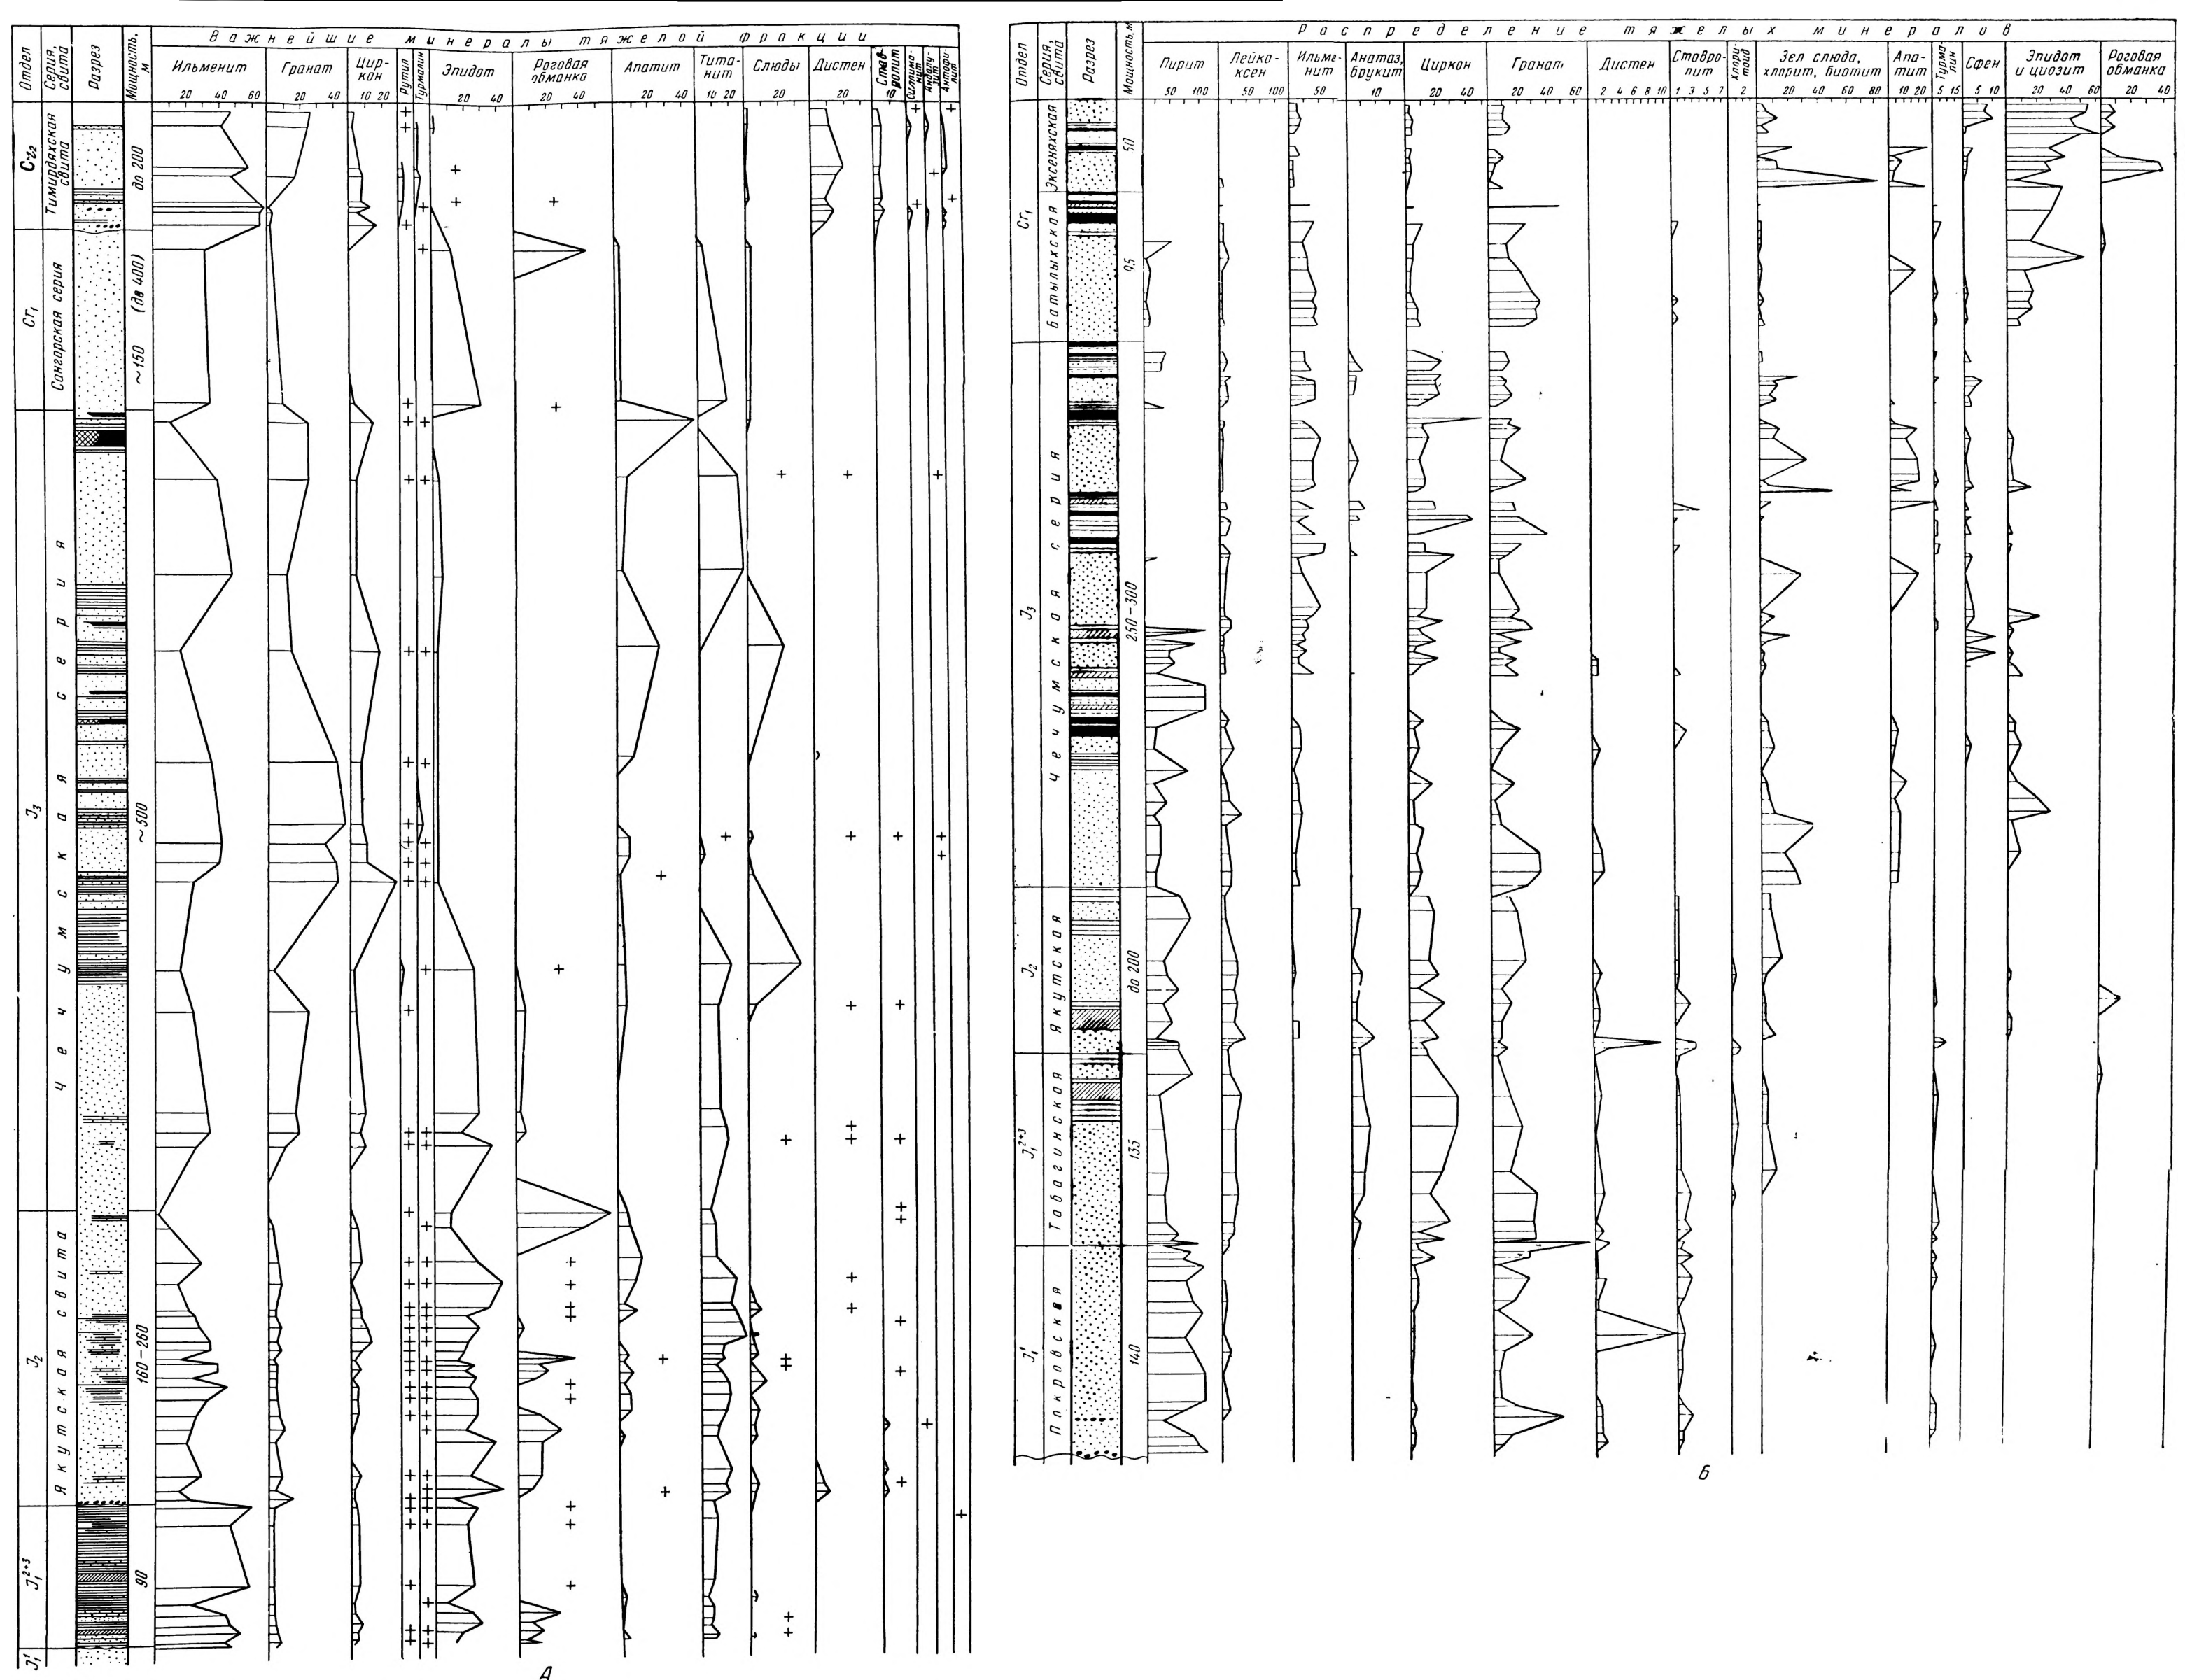 Важнейшие минералы тяжелой фракции
Отдел
Серия, свита
Разрез
Мощность, м
Ильменит
Гранат
Циркон
Рутил
Турмалин
Эпидот
Роговая обманка
Апатит
Титанит
Слюды
Дистен
Ставролит
Силлиманит
Андалузит
Антофиллит
20 40 60
20 40
10 20
20 40
20 40
20 40
10 20
20
20
10
Cr₂
Тимирдяхская свита
до 200
Cr₁
Сангарская серия
~150 (до 400)
J₃
Чечумская серия
~500
J₂
Якутская свита
160–260
J₁²⁺³
90
J₁¹
А
Распределение тяжелых минералов
Отдел
Серия, свита
Разрез
Мощность, м
Пирит
Лейкоксен
Ильменит
Анатаз, брукит
Циркон
Гранат
Дистен
Ставролит
Хлоритоид
Зел слюда, хлорит, биотит
Апатит
Турмалин
Сфен
Эпидот и циозит
Роговая обманка
50 100
50 100
50
10
20 40
20 40 60
2 4 6 8 10
1 3 5 7
2
20 40 60 80
10 20
5 15
5 10
20 40 60
20 40
Cr₁
Эксеняхская
50
батылыхская
95
J₃
Чечумская серия
250–300
J₂
Якутская
до 200
J₁²⁺³
Табагинская
135
J₁¹
Покровская
140
Б